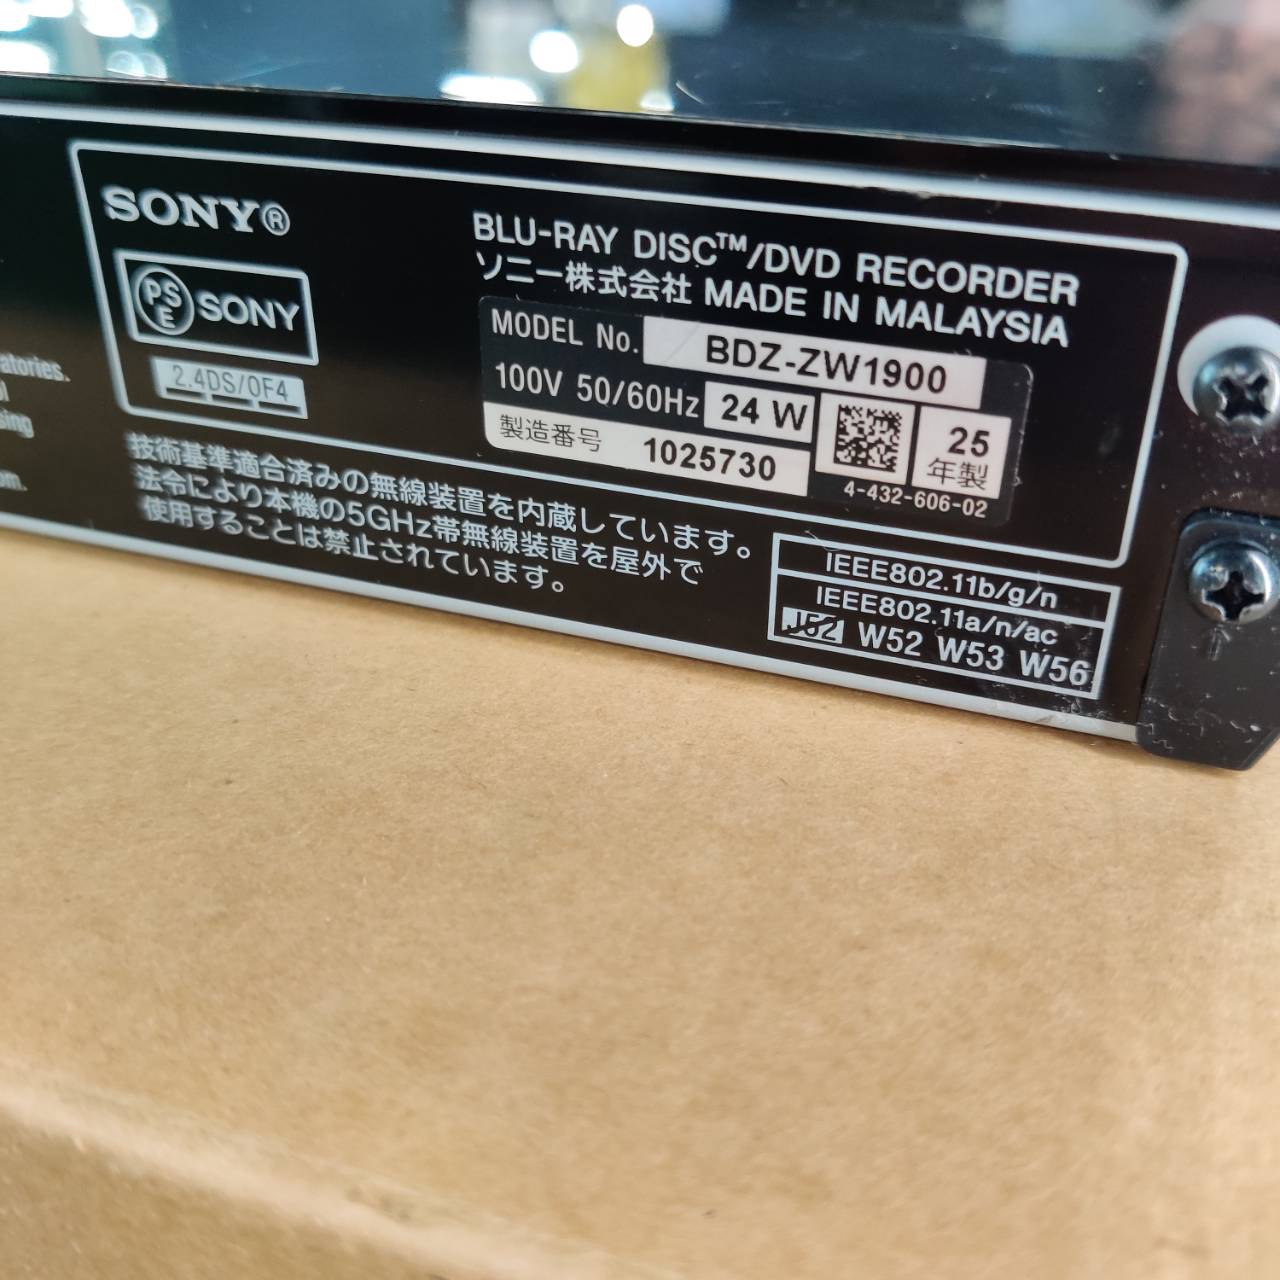 SONY®
PSE SONY
2.4DS/OF4
BLU-RAY DISC™/DVD RECORDER
ソニー株式会社 MADE IN MALAYSIA
MODEL No. BDZ-ZW1900
100V 50/60Hz 24 W
製造番号 1025730
25
年製
4-432-606-02
技術基準適合済みの無線装置を内蔵しています。
法令により本機の5GHz帯無線装置を屋外で
使用することは禁止されています。
IEEE802.11b/g/n
IEEE802.11a/n/ac
J52 W52 W53 W56